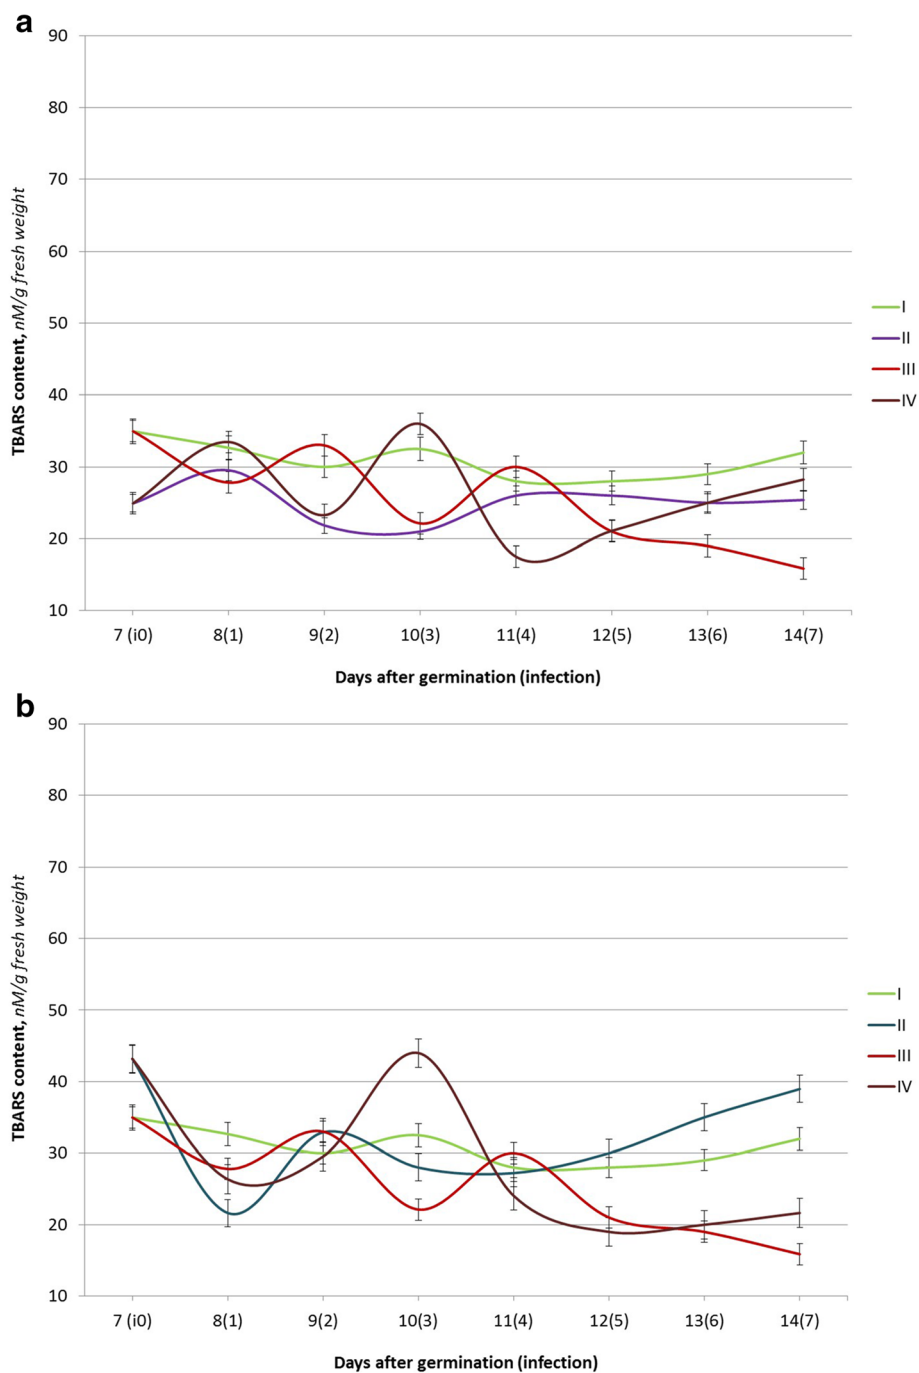 a
90
80
70
60
50
40
30
20
10
TBARS content, nM/g fresh weight
I
II
III
IV
7 (i0) 8(1) 9(2) 10(3) 11(4) 12(5) 13(6) 14(7)
Days after germination (infection)
b
90
80
70
60
50
40
30
20
10
TBARS content, nM/g fresh weight
I
II
III
IV
7 (i0) 8(1) 9(2) 10(3) 11(4) 12(5) 13(6) 14(7)
Days after germination (infection)